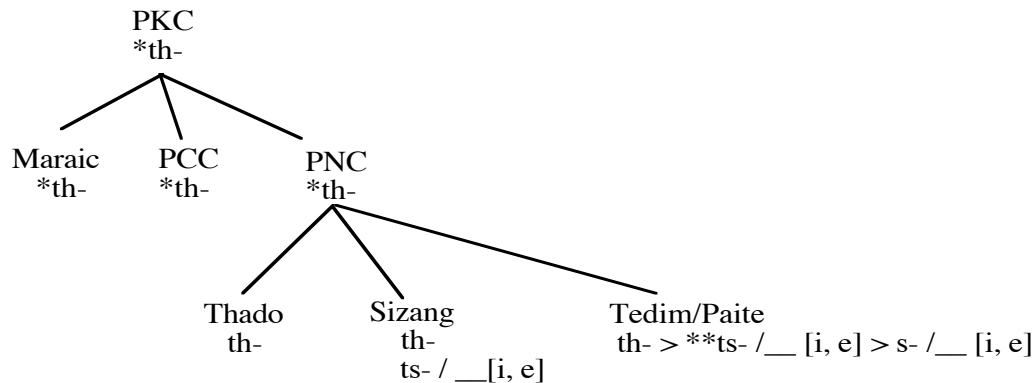 PKC
*th-
Maraic PCC PNC
*th- *th- *th-
Thado Sizang Tedim/Paite
th- th- th- > **ts- /__ [i, e] > s- /__ [i, e]
ts- / __[i, e]